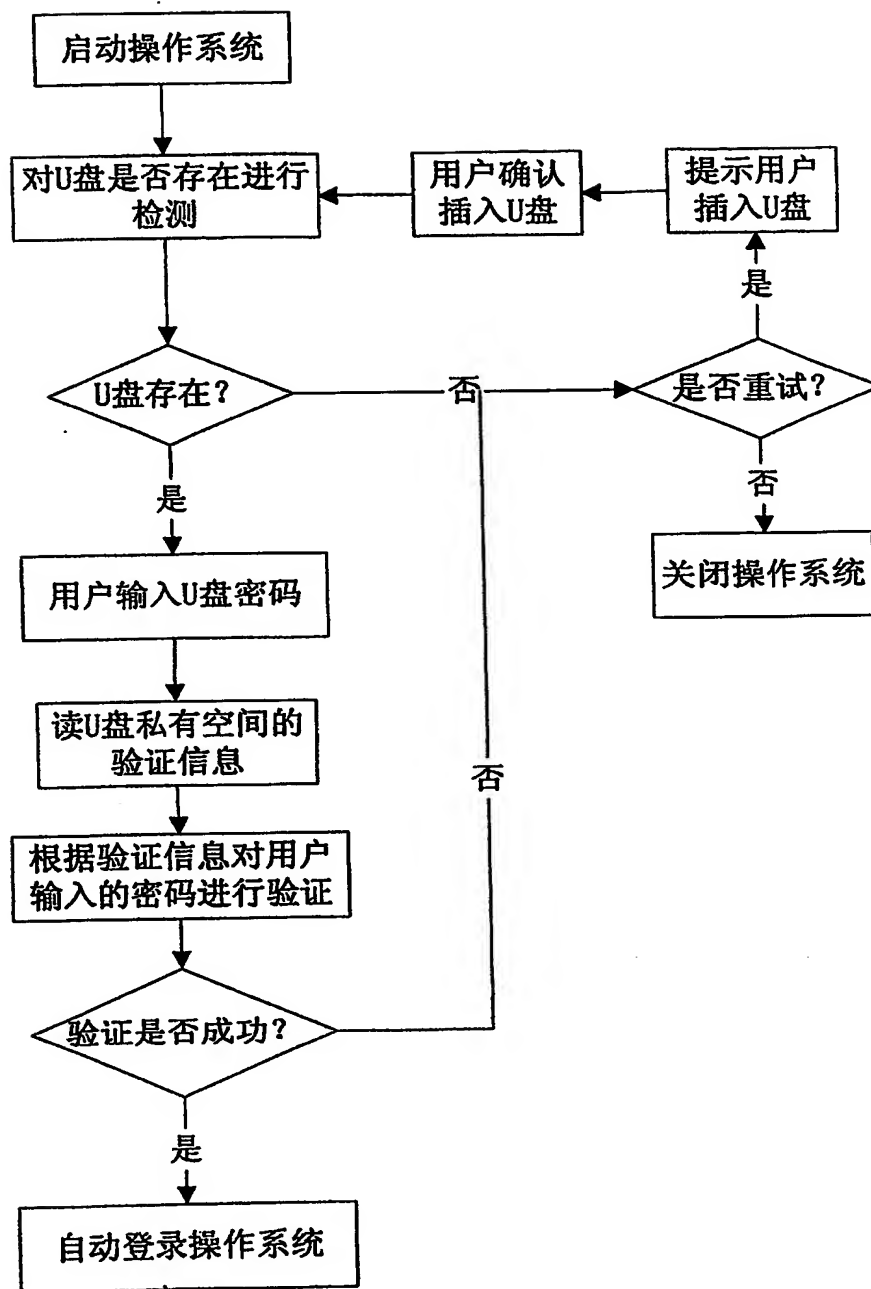 启动操作系统
对U盘是否存在进行
检测
用户确认
插入U盘
提示用户
插入U盘
是
U盘存在?
否
是否重试?
是
否
用户输入U盘密码
关闭操作系统
读U盘私有空间的
验证信息
否
根据验证信息对用户
输入的密码进行验证
验证是否成功?
是
自动登录操作系统